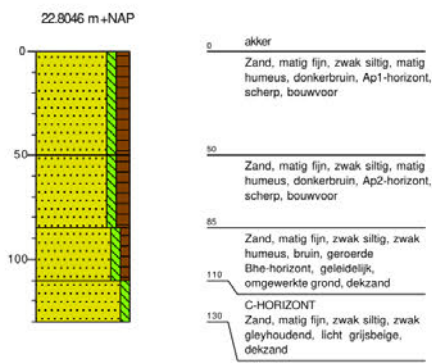 22.8046 m+NAP
0
50
100
0
akker
Zand, matig fijn, zwak siltig, matig
humeus, donkerbruin, Ap1-horizont,
scherp, bouwvoor
50
Zand, matig fijn, zwak siltig, matig
humeus, donkerbruin, Ap2-horizont,
scherp, bouwvoor
85
Zand, matig fijn, zwak siltig, zwak
humeus, bruin, geroerde
Bhe-horizont, geleidelijk,
omgewerkte grond, dekzand
110
C-HORIZONT
Zand, matig fijn, zwak siltig, zwak
gleyhoudend, licht grijsbeige,
dekzand
130